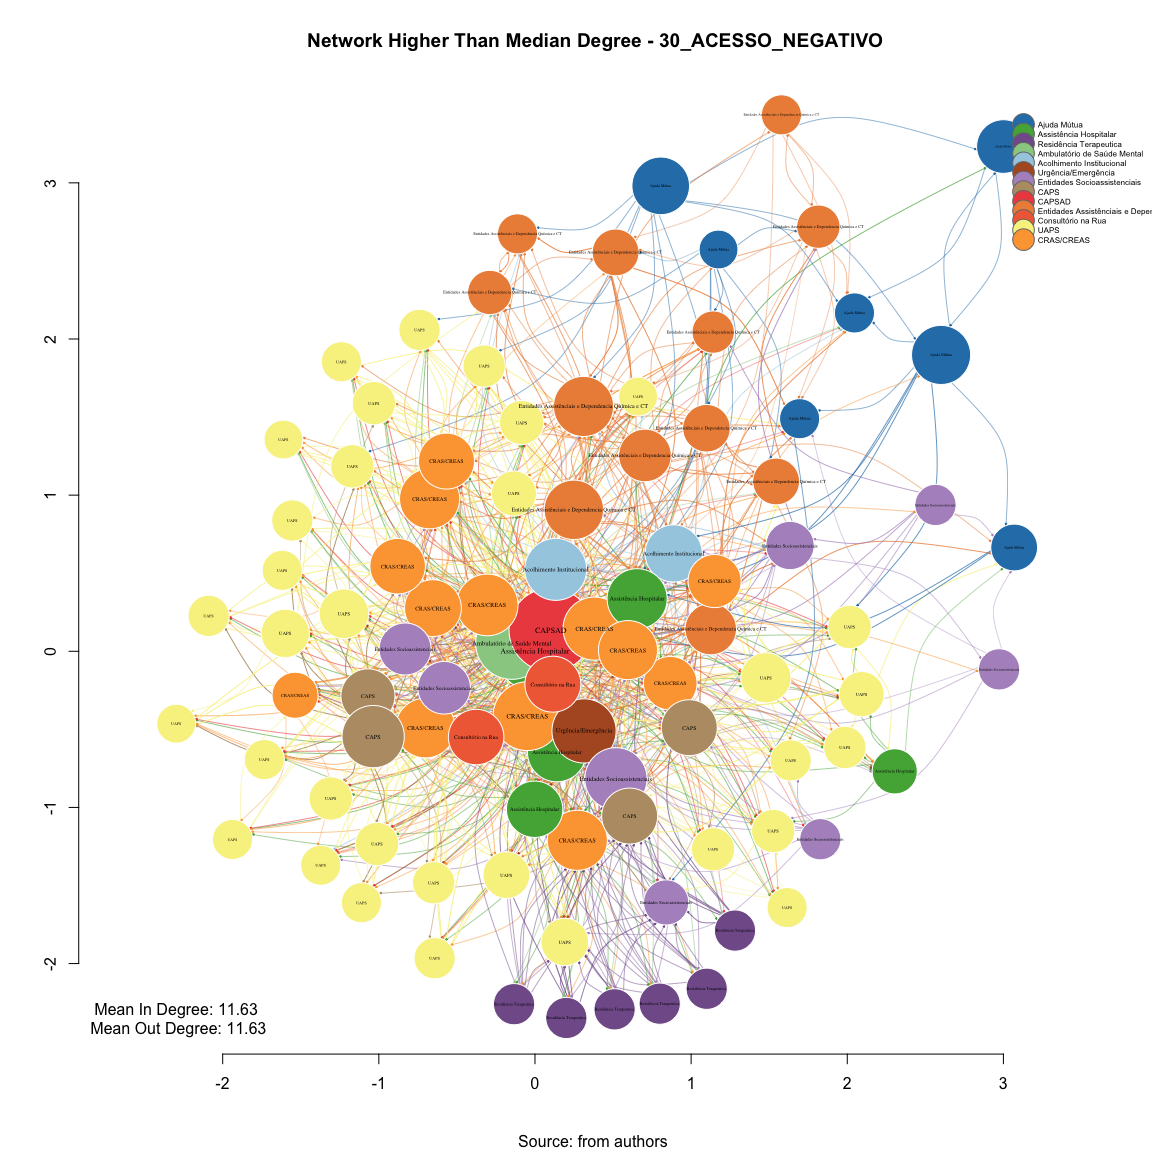 Network Higher Than Median Degree - 30_ACESSO_NEGATIVO
Ajuda Mútua
Assistência Hospitalar
Residência Terapeutica
Ambulatório de Saúde Mental
Acolhimento Institucional
Urgência/Emergência
Entidades Socioassistenciais
CAPS
CAPSAD
Entidades Assistênciais e Deper
Consultório na Rua
UAPS
CRAS/CREAS
Entidades Assistênciais e Dependencia Química e CT
Ajuda Mútua
Entidades Assistênciais e Dependencia Química e CT
Entidades Assistênciais e Dependencia Química e CT
Entidades Assistênciais e Dependencia Química e CT
Ajuda Mútua
Entidades Assistênciais e Dependencia Química e CT
Ajuda Mútua
UAPS
Entidades Assistênciais e Dependencia Química e CT
Ajuda Mútua
UAPS
UAPS
UAPS
UAPS
Entidades Assistênciais e Dependencia Química e CT
Ajuda Mútua
UAPS
Entidades Assistênciais e Dependencia Química e CT
UAPS
Entidades Assistênciais e Dependencia Química e CT
CRAS/CREAS
UAPS
Entidades Assistênciais e Dependencia Química e CT
UAPS
CRAS/CREAS
Entidades Assistênciais e Dependencia Química e CT
Entidades Socioassistenciais
UAPS
Entidades Socioassistenciais
Ajuda Mútua
Acolhimento Institucional
Acolhimento Institucional
CRAS/CREAS
UAPS
CRAS/CREAS
Assistência Hospitalar
CRAS/CREAS
CRAS/CREAS
UAPS
UAPS
UAPS
CAPSAD
CRAS/CREAS
Entidades Assistênciais e Dependencia Química e CT
UAPS
Ambulatório de Saúde Mental
Assistência Hospitalar
CRAS/CREAS
Entidades Socioassistenciais
Entidades Socioassistenciais
UAPS
Entidades Socioassistenciais
Consultório na Rua
CRAS/CREAS
CRAS/CREAS
CAPS
UAPS
UAPS
CRAS/CREAS
CRAS/CREAS
Urgência/Emergência
CAPS
CAPS
Consultório na Rua
UAPS
Assistência Hospitalar
UAPS
UAPS
Assistência Hospitalar
Entidades Socioassistenciais
UAPS
Assistência Hospitalar
CAPS
UAPS
UAPS
UAPS
CRAS/CREAS
Entidades Socioassistenciais
UAPS
UAPS
UAPS
UAPS
UAPS
Entidades Socioassistenciais
UAPS
Residência Terapeutica
UAPS
UAPS
Residência Terapeutica
Residência Terapeutica
Residência Terapeutica
Residência Terapeutica
Residência Terapeutica
3
2
1
0
-1
-2
Mean In Degree: 11.63
Mean Out Degree: 11.63
-2 -1 0 1 2 3
Source: from authors